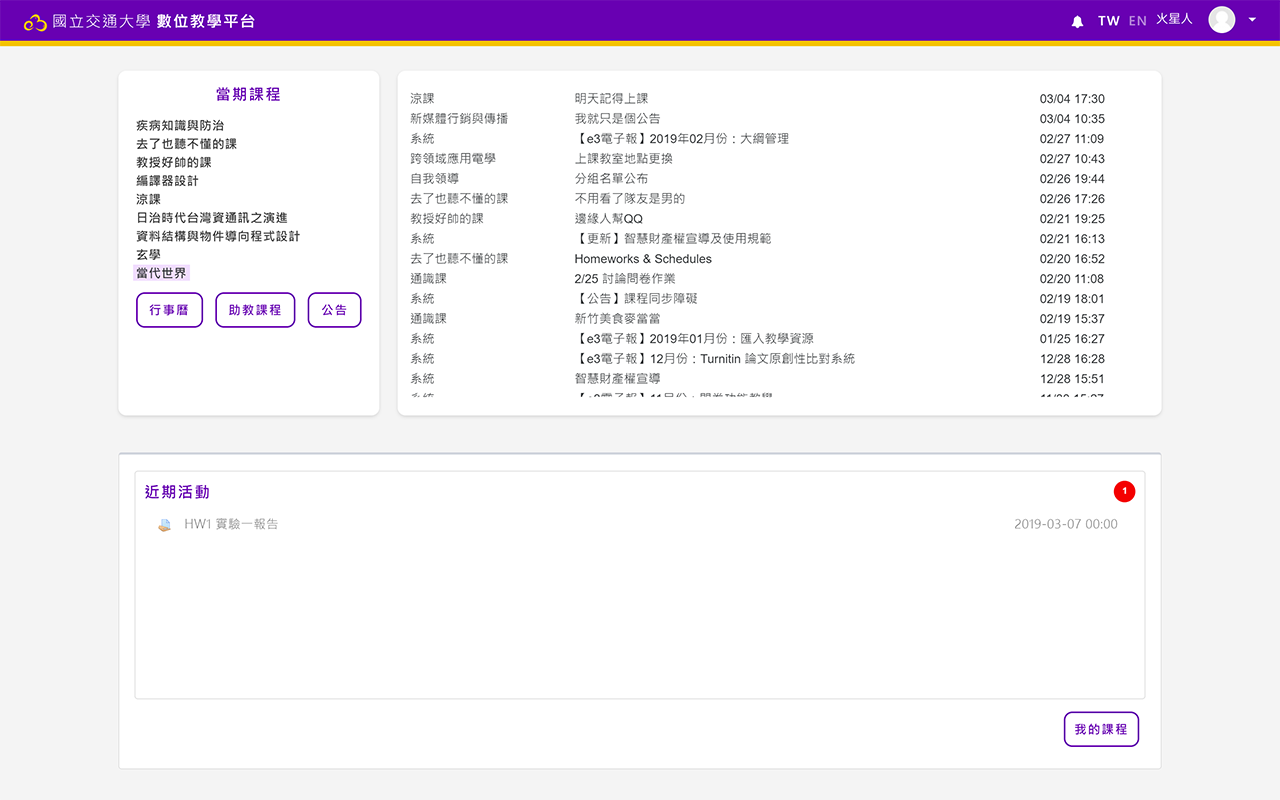 國立交通大學 數位教學平台
TW EN 火星人
當期課程
疾病知識與防治
去了也聽不懂的課
教授好帥的課
編譯器設計
涼課
日治時代台灣資通訊之演進
資料結構與物件導向程式設計
玄學
當代世界
行事曆 助教課程 公告
涼課 明天記得上課 03/04 17:30
新媒體行銷與傳播 我就只是個公告 03/04 10:35
系統 【e3電子報】2019年02月份：大綱管理 02/27 11:09
跨領域應用電學 上課教室地點更換 02/27 10:43
自我領導 分組名單公布 02/26 19:44
去了也聽不懂的課 不用看了隊友是男的 02/26 17:26
教授好帥的課 邊緣人幫QQ 02/21 19:25
系統 【更新】智慧財產權宣導及使用規範 02/21 16:13
去了也聽不懂的課 Homeworks & Schedules 02/20 16:52
通識課 2/25 討論問卷作業 02/20 11:08
系統 【公告】課程同步障礙 02/19 18:01
通識課 新竹美食麥當當 02/19 15:37
系統 【e3電子報】2019年01月份：匯入教學資源 01/25 16:27
系統 【e3電子報】12月份：Turnitin 論文原創性比對系統 12/28 16:28
系統 智慧財產權宣導 12/28 15:51
近期活動 1
HW1 實驗一報告 2019-03-07 00:00
我的課程